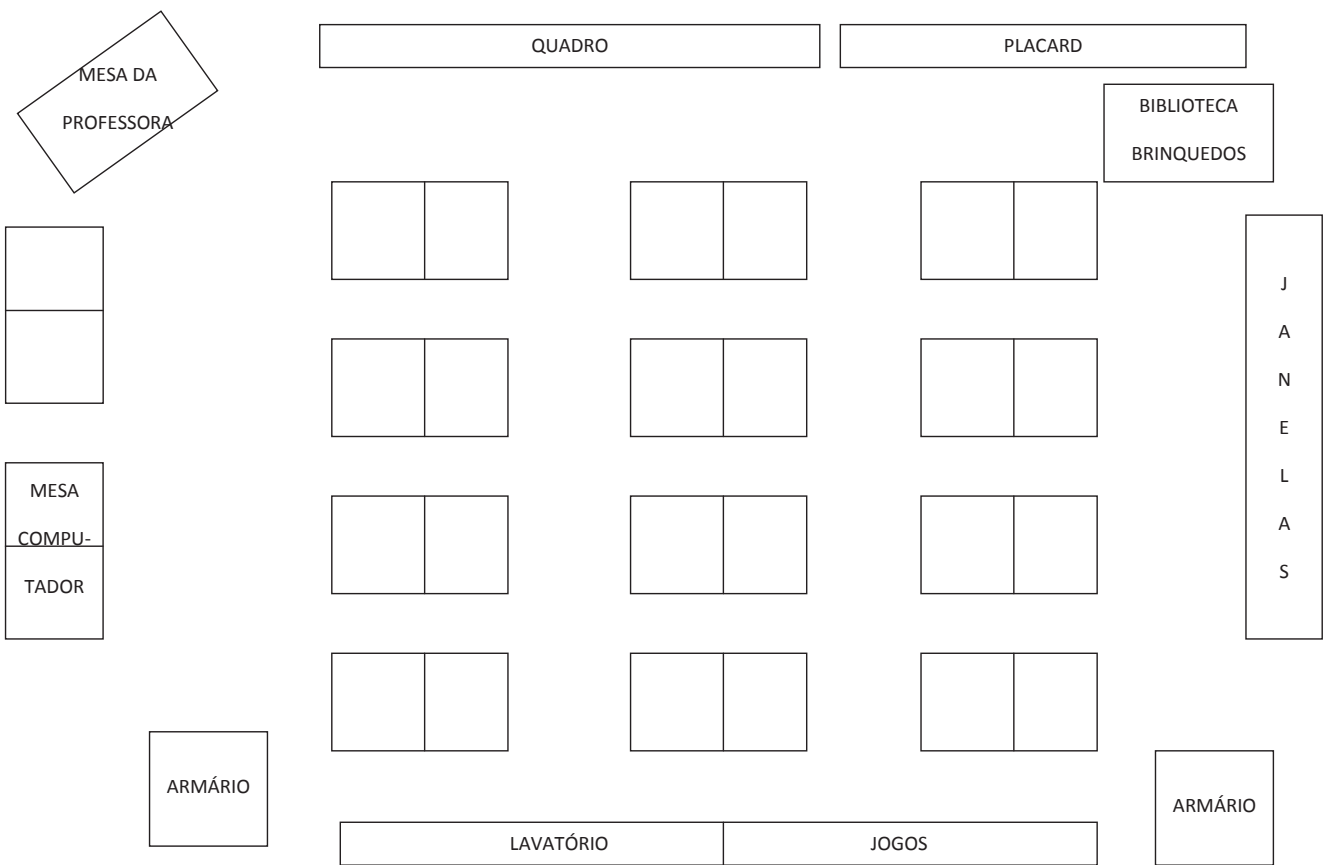 QUADRO
PLACARD
MESA DA
PROFESSORA
BIBLIOTECA
BRINQUEDOS
J
A
N
E
L
A
S
MESA
COMPU-
TADOR
ARMÁRIO
ARMÁRIO
LAVATÓRIO
JOGOS